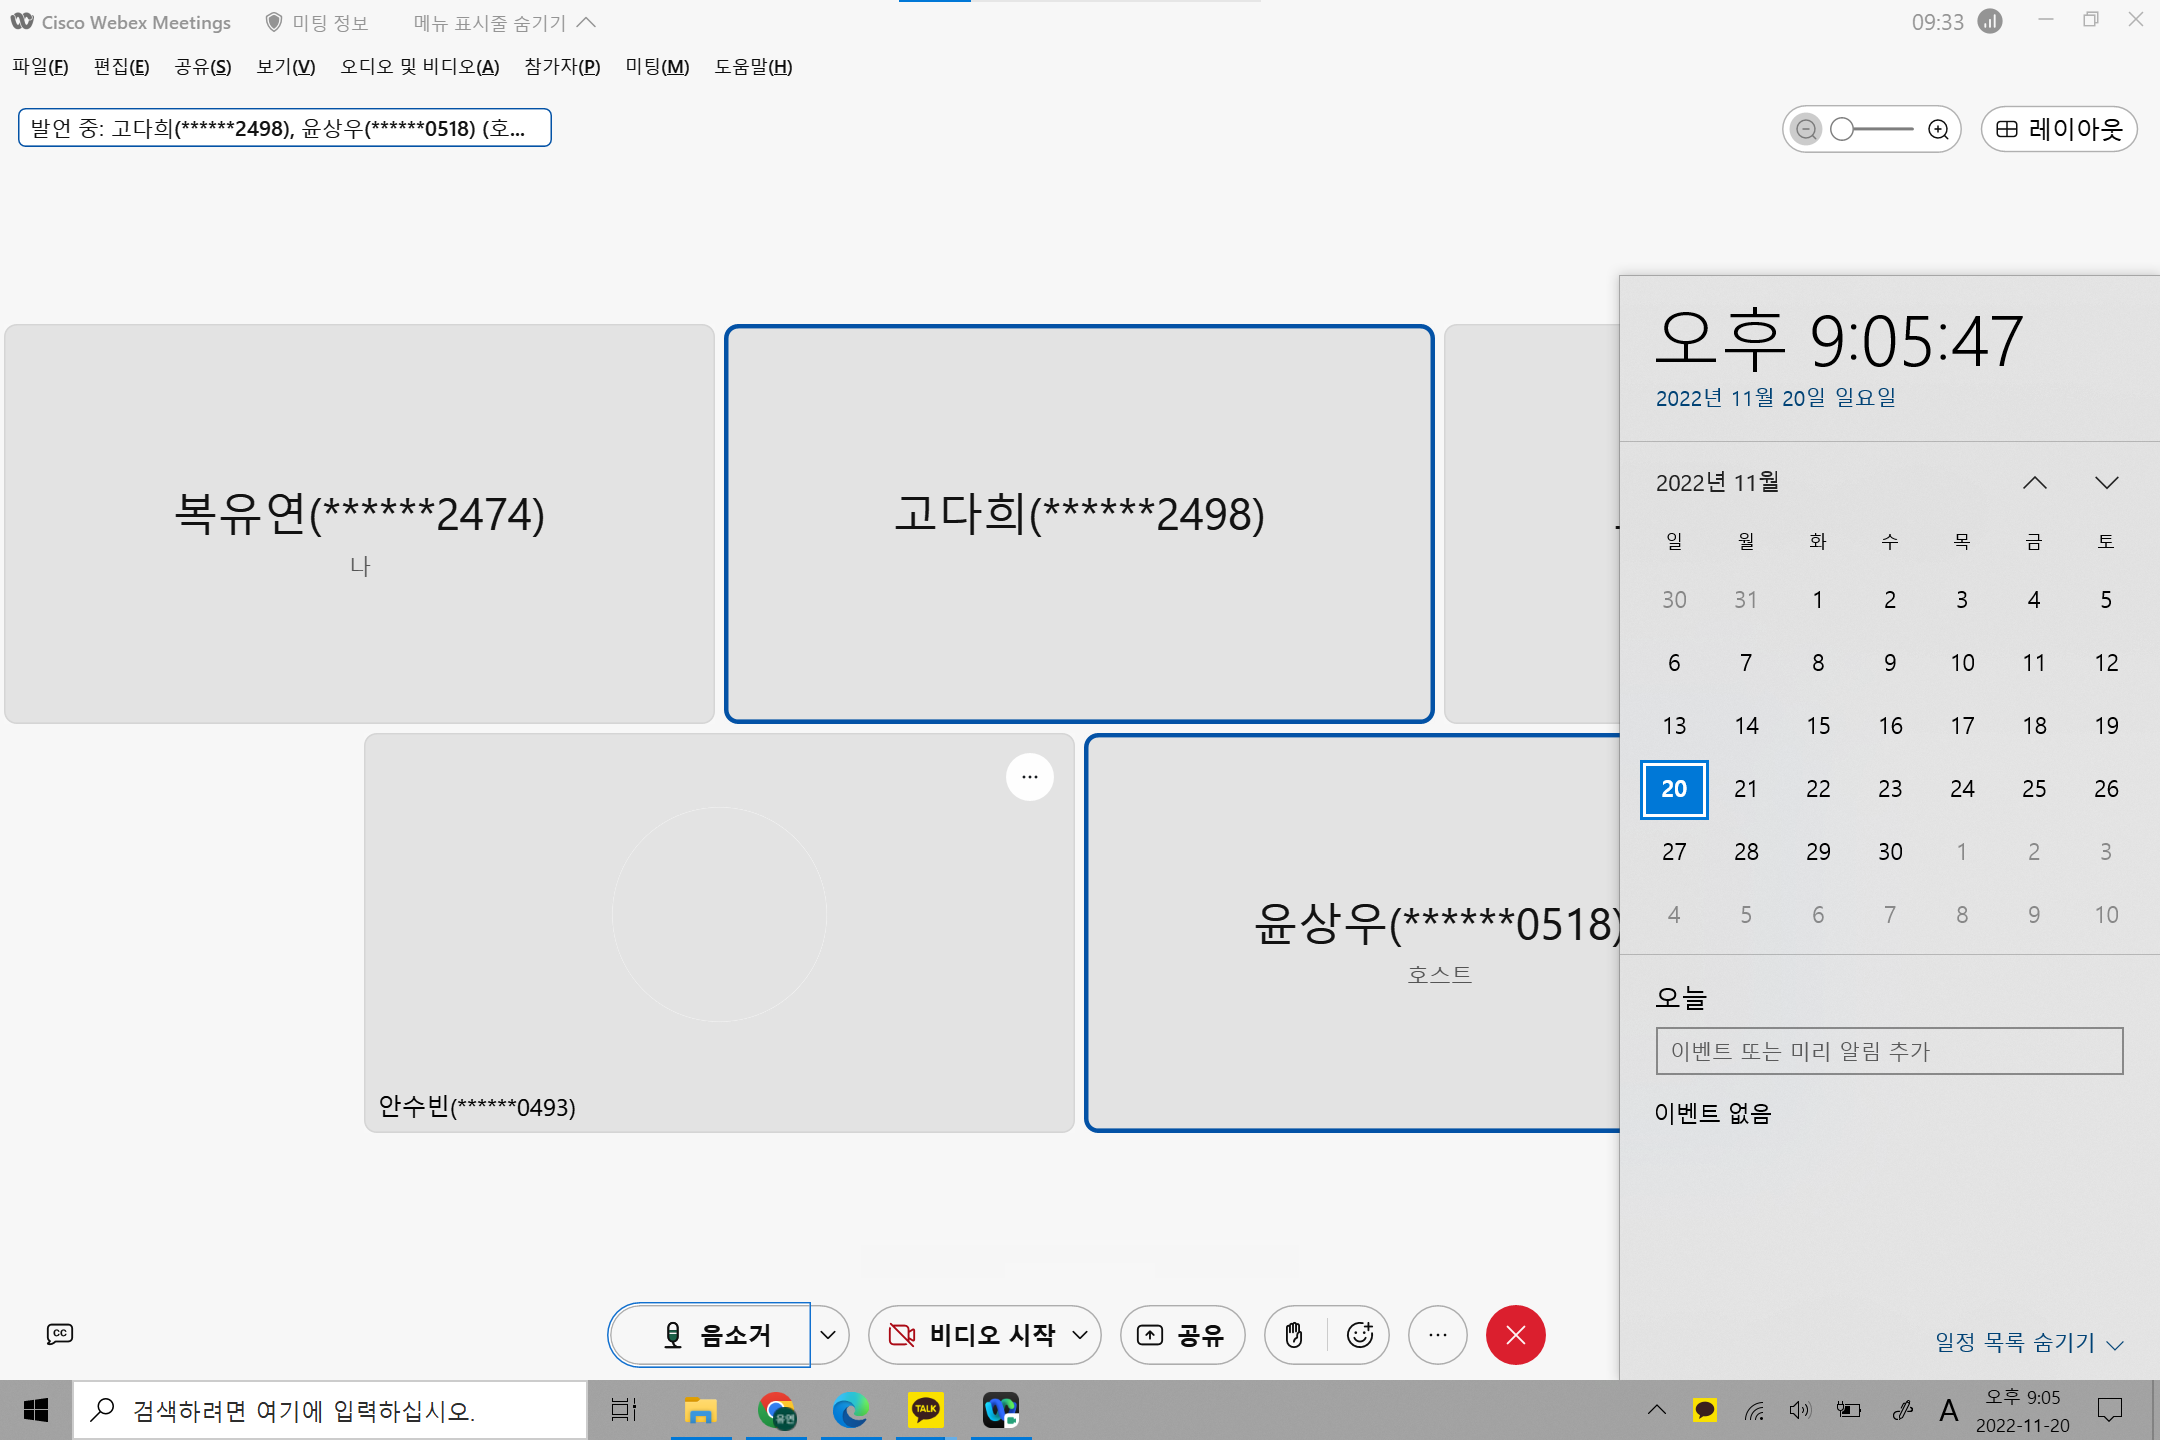 Cisco Webex Meetings 미팅 정보 메뉴 표시줄 숨기기 09:33
파일(F) 편집(E) 공유(S) 보기(V) 오디오 및 비디오(A) 참가자(P) 미팅(M) 도움말(H)
발언 중: 고다희(******2498), 윤상우(******0518) (호...
레이아웃
복유연(******2474)
나
고다희(******2498)
안수빈(******0493)
윤상우(******0518)
호스트
오후 9:05:47
2022년 11월 20일 일요일
2022년 11월
일 월 화 수 목 금 토
30 31 1 2 3 4 5
6 7 8 9 10 11 12
13 14 15 16 17 18 19
20 21 22 23 24 25 26
27 28 29 30 1 2 3
4 5 6 7 8 9 10
오늘
이벤트 또는 미리 알림 추가
이벤트 없음
일정 목록 숨기기
CC 음소거 비디오 시작 공유
검색하려면 여기에 입력하십시오.
유연
TALK
A
오후 9:05
2022-11-20